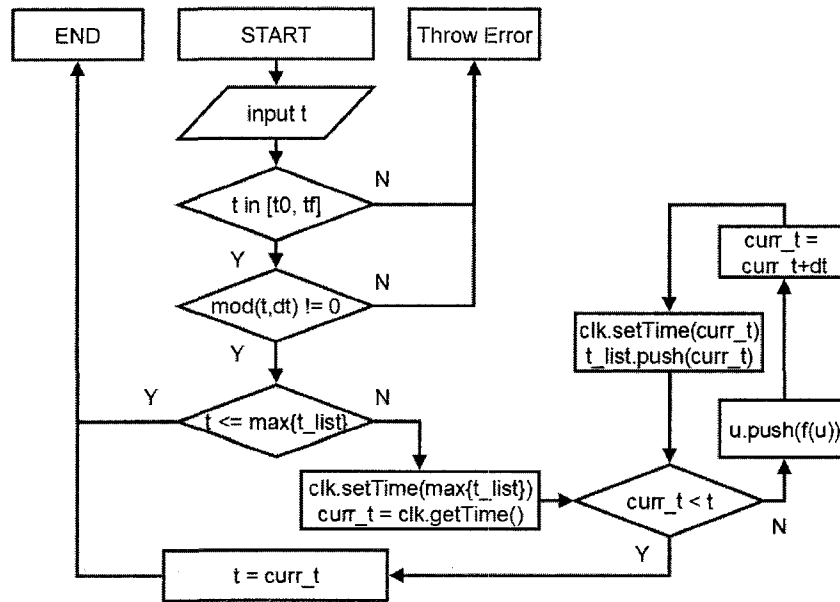 END
START
Throw Error
input t
t in [t0, tf]
N
Y
mod(t,dt) != 0
N
Y
t <= max{t_list}
Y
N
clk.setTime(max{t_list})
curr_t = clk.getTime()
curr_t < t
N
Y
u.push(f(u))
curr_t =
curr_t+dt
clk.setTime(curr_t)
t_list.push(curr_t)
t = curr_t